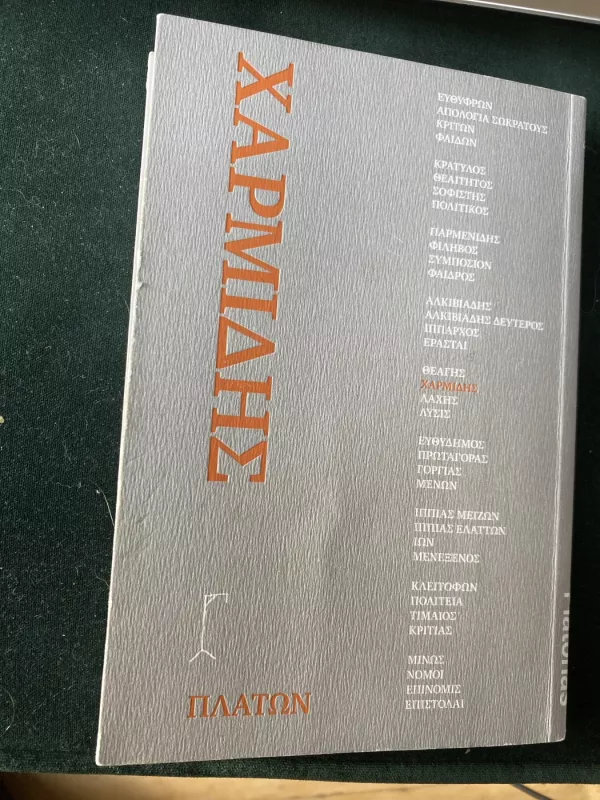 ΧΑΡΜΙΔΗΣ
ΕΥΘΥΦΡΩΝ
ΑΠΟΛΟΓΙΑ ΣΩΚΡΑΤΟΥΣ
ΚΡΙΤΩΝ
ΦΑΙΔΩΝ
ΚΡΑΤΥΛΟΣ
ΘΕΑΙΤΗΤΟΣ
ΣΟΦΙΣΤΗΣ
ΠΟΛΙΤΙΚΟΣ
ΠΑΡΜΕΝΙΔΗΣ
ΦΙΛΗΒΟΣ
ΣΥΜΠΟΣΙΟΝ
ΦΑΙΔΡΟΣ
ΑΛΚΙΒΙΑΔΗΣ
ΑΛΚΙΒΙΑΔΗΣ ΔΕΥΤΕΡΟΣ
ΙΠΠΑΡΧΟΣ
ΕΡΑΣΤΑΙ
ΘΕΑΓΗΣ
ΧΑΡΜΙΔΗΣ
ΛΑΧΗΣ
ΛΥΣΙΣ
ΕΥΘΥΔΗΜΟΣ
ΠΡΩΤΑΓΟΡΑΣ
ΓΟΡΓΙΑΣ
ΜΕΝΩΝ
ΙΠΠΙΑΣ ΜΕΙΖΩΝ
ΙΠΠΙΑΣ ΕΛΑΤΤΩΝ
ΙΩΝ
ΜΕΝΕΞΕΝΟΣ
ΚΛΕΙΤΟΦΩΝ
ΠΟΛΙΤΕΙΑ
ΤΙΜΑΙΟΣ
ΚΡΙΤΙΑΣ
ΜΙΝΩΣ
ΝΟΜΟΙ
ΕΠΙΝΟΜΙΣ
ΕΠΙΣΤΟΛΑΙ
ΠΛΑΤΩΝ
Platonas